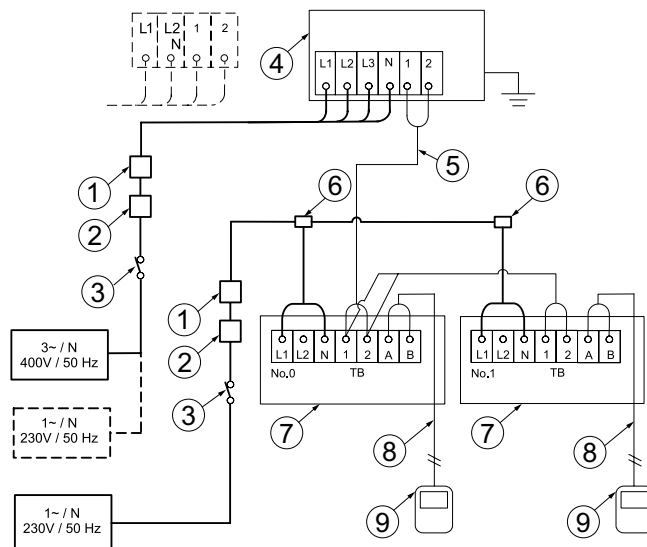 L1 L2 1 2
N
4
L1 L2 L3 N 1 2
1
2
3
5
6
6
1
2
3
3~ / N
400V / 50 Hz
1~ / N
230V / 50 Hz
1~ / N
230V / 50 Hz
L1 L2 N 1 2 A B
No.0 TB
7
8
9
L1 L2 N 1 2 A B
No.1 TB
7
8
9